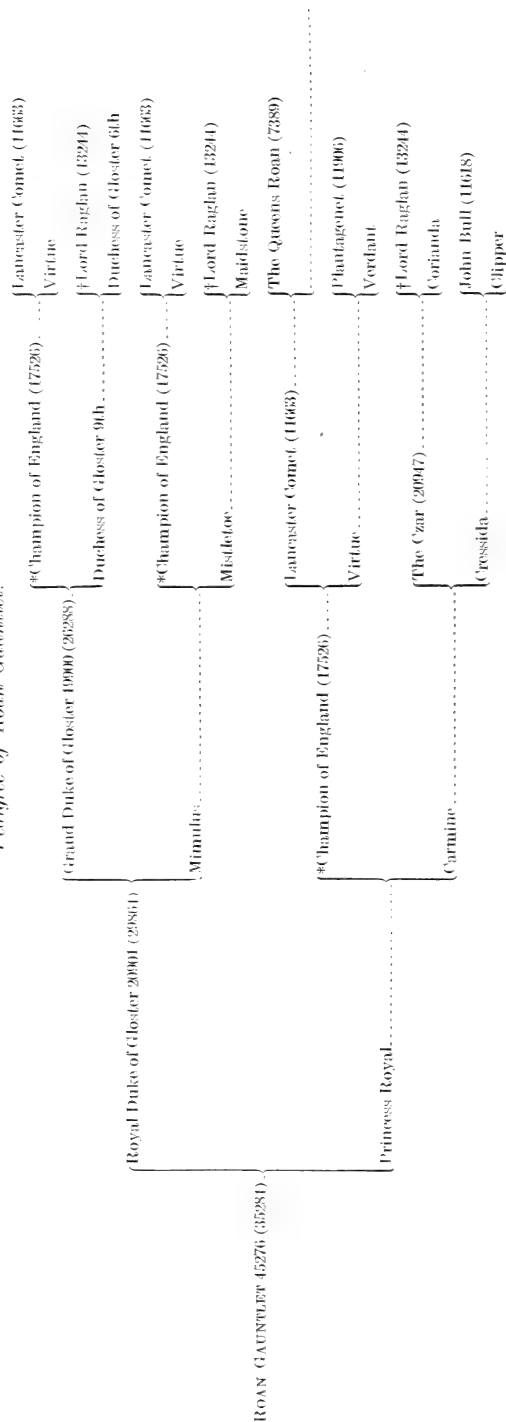 Pedigree of Roan Gauntlet.
ROAN GAUNTLET 45276 (35284)
Royal Duke of Gloster 20901 (29864)
Grand Duke of Gloster 19900 (26288)
*Champion of England (17526)
Lancaster Comet (11663)
Virtue
Duchess of Gloster 9th
†Lord Raglan (13244)
Duchess of Gloster 6th
Mimulus
*Champion of England (17526)
Lancaster Comet (11663)
Virtue
Mistletoe
†Lord Raglan (13244)
Maidstone
Princess Royal
*Champion of England (17526)
Lancaster Comet (11663)
The Queens Roan (7389)
Virtue
Plantagenet (11906)
Verdant
Carmine
The Czar (20947)
†Lord Raglan (13244)
Corianda
Cressida
John Bull (11618)
Clipper